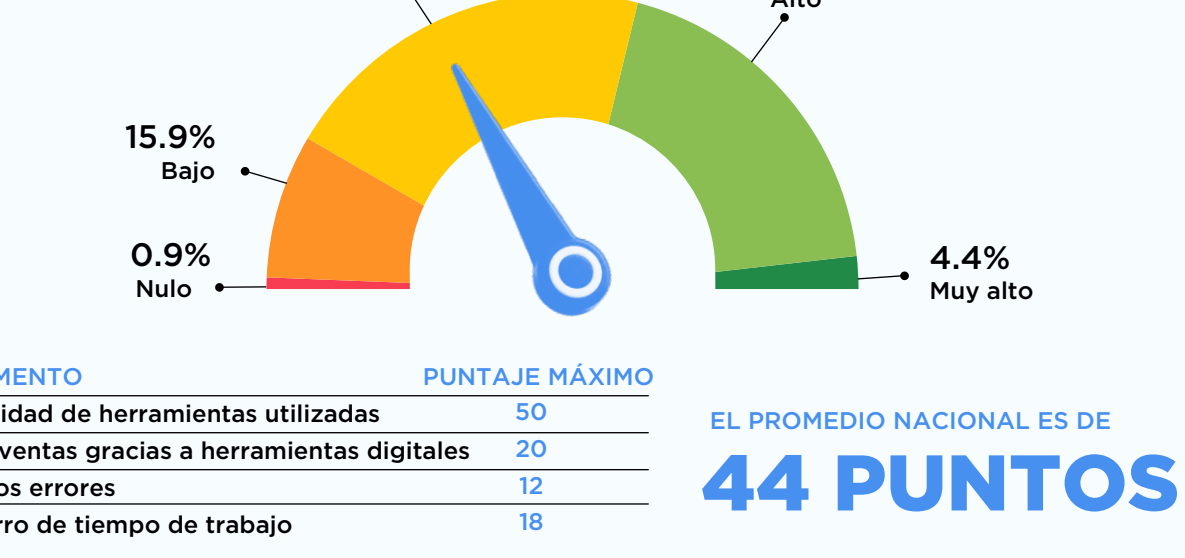 Alto
15.9%
Bajo
0.9%
Nulo
4.4%
Muy alto
MENTO
PUNTAJE MÁXIMO
idad de herramientas utilizadas
50
ventas gracias a herramientas digitales
20
os errores
12
rro de tiempo de trabajo
18
EL PROMEDIO NACIONAL ES DE
44 PUNTOS